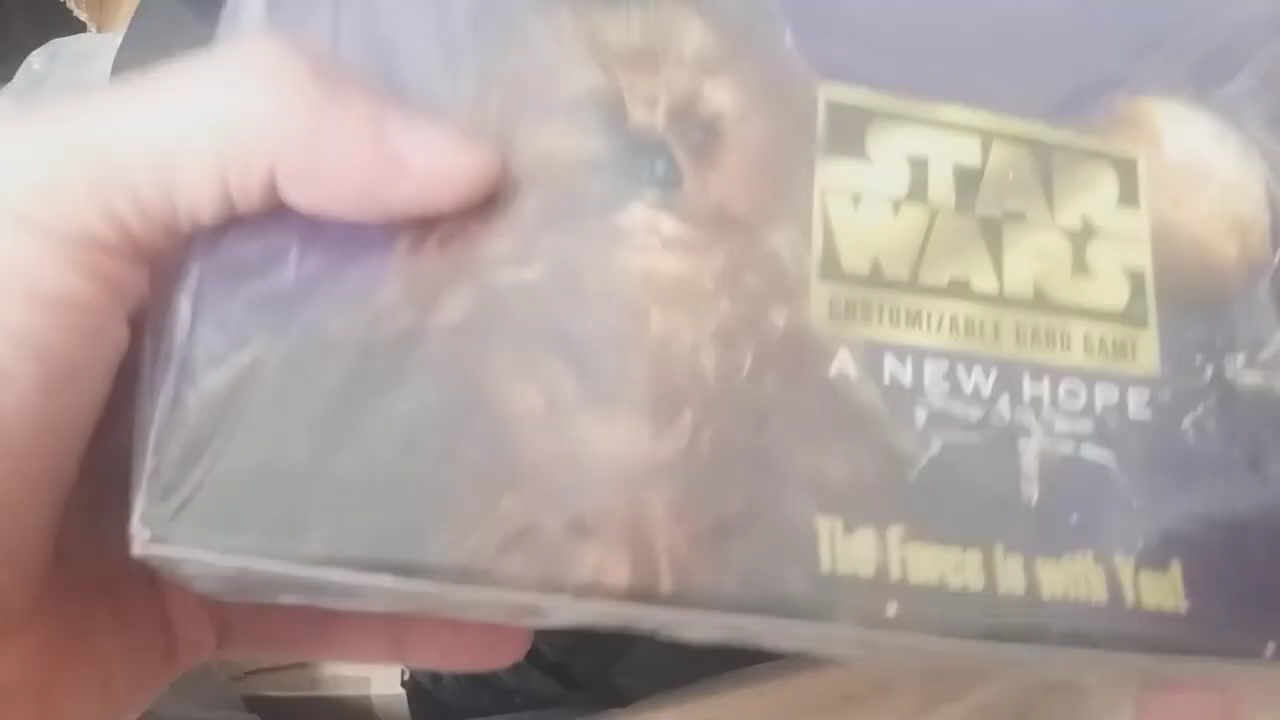 STAR
WARS
CUSTOMIZABLE CARD GAME
A NEW HOPE
The Force is with You!